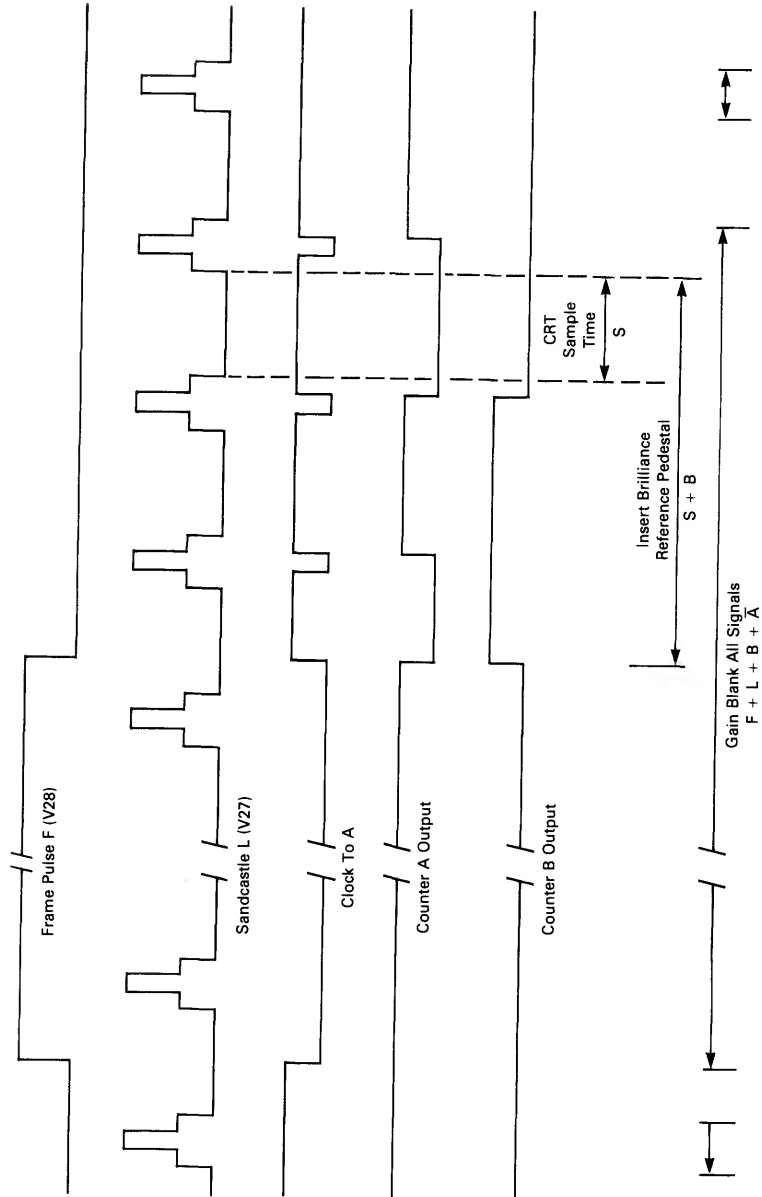 Frame Pulse F (V28)
Sandcastle L (V27)
Clock To A
Counter A Output
Counter B Output
CRT
Sample
Time
S
Insert Brilliance
Reference Pedestal
S + B
Gain Blank All Signals
F + L + B + A̅